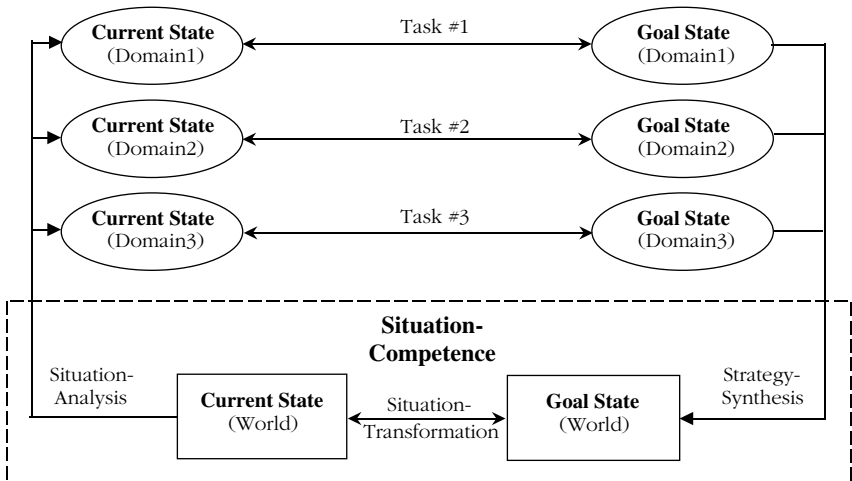 Current State
(Domain1)
Task #1
Goal State
(Domain1)
Current State
(Domain2)
Task #2
Goal State
(Domain2)
Current State
(Domain3)
Task #3
Goal State
(Domain3)
Situation-
Competence
Situation-
Analysis
Current State
(World)
Situation-
Transformation
Goal State
(World)
Strategy-
Synthesis